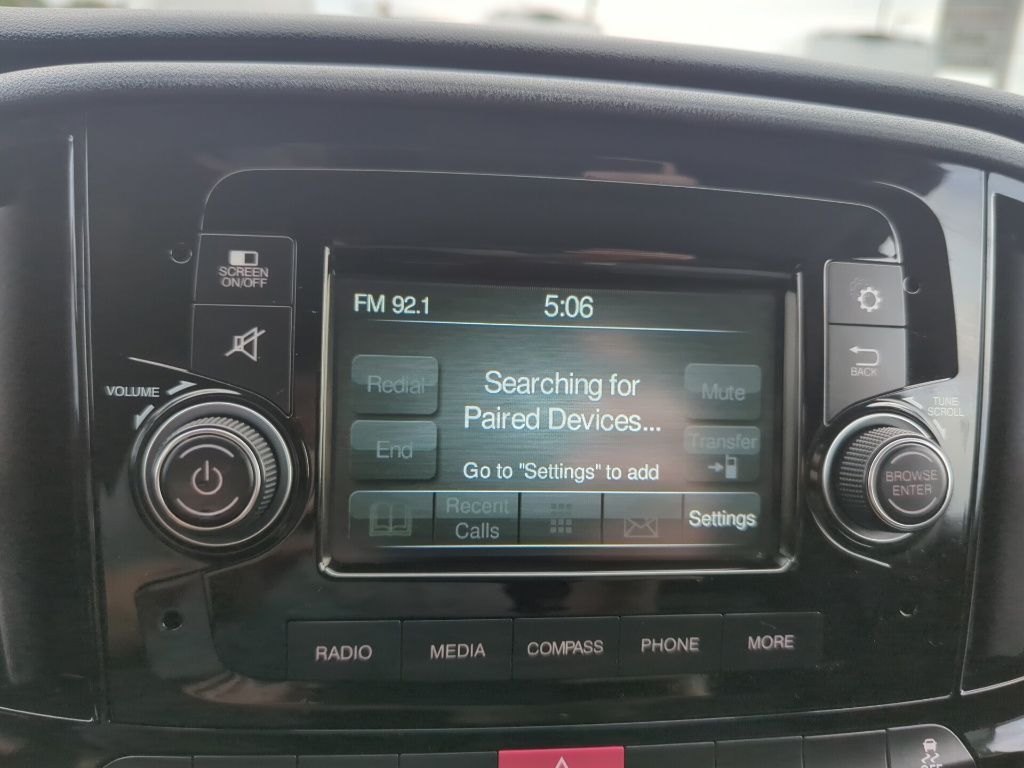 SCREEN
ON/OFF
VOLUME
FM 92.1
5:06
Redial
Searching for
Paired Devices...
Mute
End
Transfer
Go to "Settings" to add
Recent
Calls
Settings
BACK
TUNE
SCROLL
BROWSE
ENTER
RADIO
MEDIA
COMPASS
PHONE
MORE
OFF